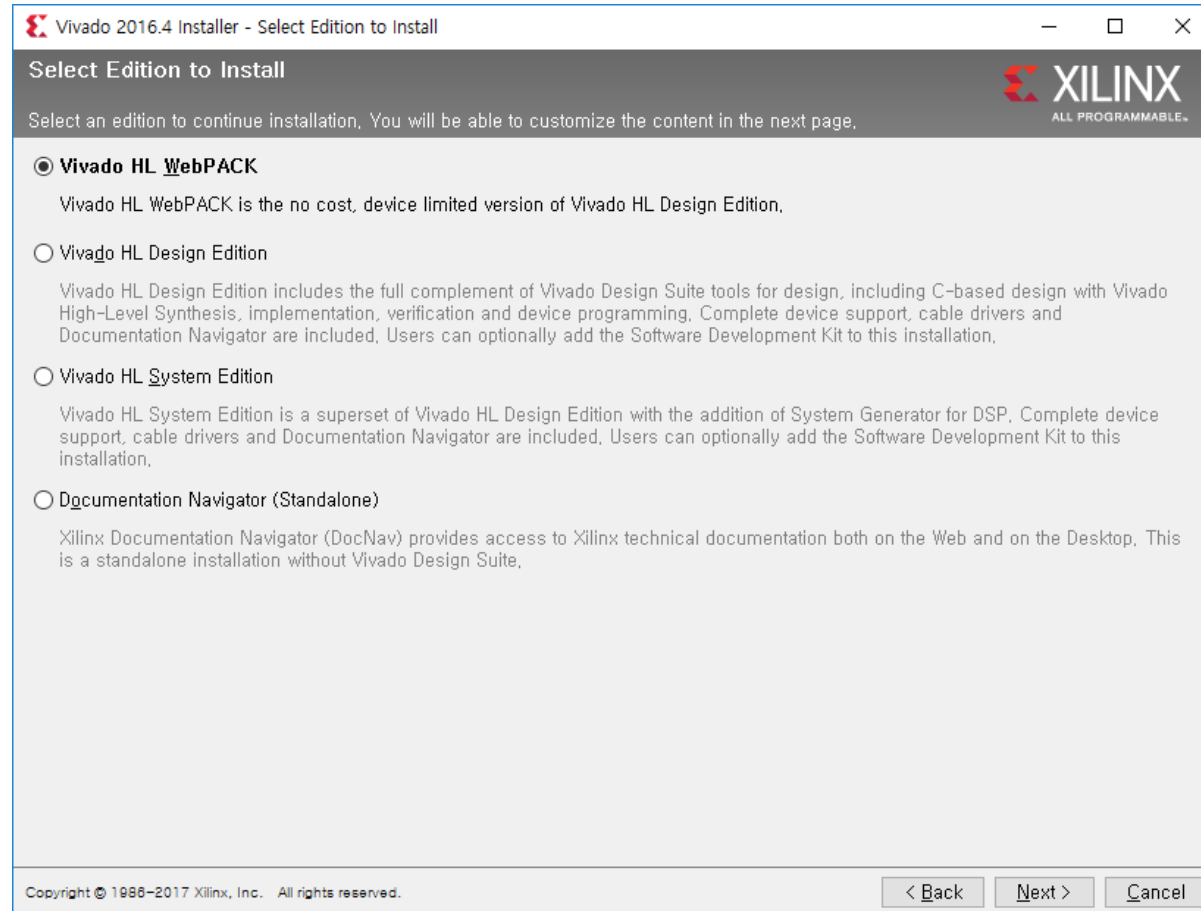 Vivado 2016.4 Installer - Select Edition to Install
Select Edition to Install
XILINX
ALL PROGRAMMABLE™
Select an edition to continue installation, You will be able to customize the content in the next page,
Vivado HL WebPACK
Vivado HL WebPACK is the no cost, device limited version of Vivado HL Design Edition,
Vivado HL Design Edition
Vivado HL Design Edition includes the full complement of Vivado Design Suite tools for design, including C-based design with Vivado
High-Level Synthesis, implementation, verification and device programming, Complete device support, cable drivers and
Documentation Navigator are included, Users can optionally add the Software Development Kit to this installation,
Vivado HL System Edition
Vivado HL System Edition is a superset of Vivado HL Design Edition with the addition of System Generator for DSP, Complete device
support, cable drivers and Documentation Navigator are included, Users can optionally add the Software Development Kit to this
installation,
Documentation Navigator (Standalone)
Xilinx Documentation Navigator (DocNav) provides access to Xilinx technical documentation both on the Web and on the Desktop, This
is a standalone installation without Vivado Design Suite,
Copyright © 1986-2017 Xilinx, Inc. All rights reserved.
< Back
Next >
Cancel